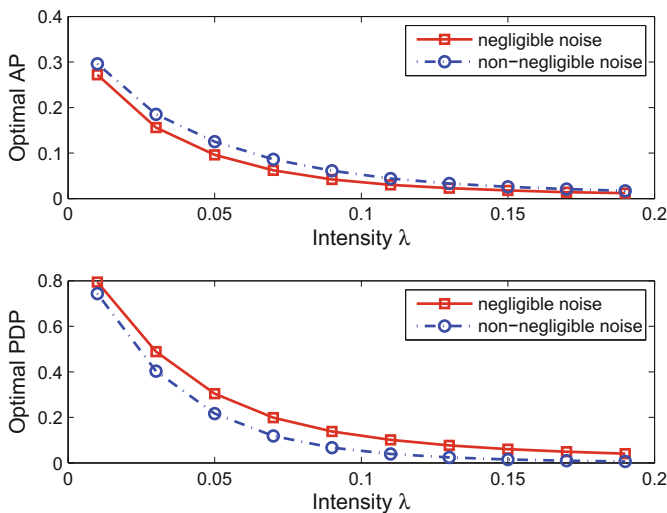 0.4
0.3
0.2
0.1
0
Optimal AP
negligible noise
non-negligible noise
0
0.05
0.1
0.15
0.2
Intensity λ
0.8
0.6
0.4
0.2
0
Optimal PDP
negligible noise
non-negligible noise
0
0.05
0.1
0.15
0.2
Intensity λ